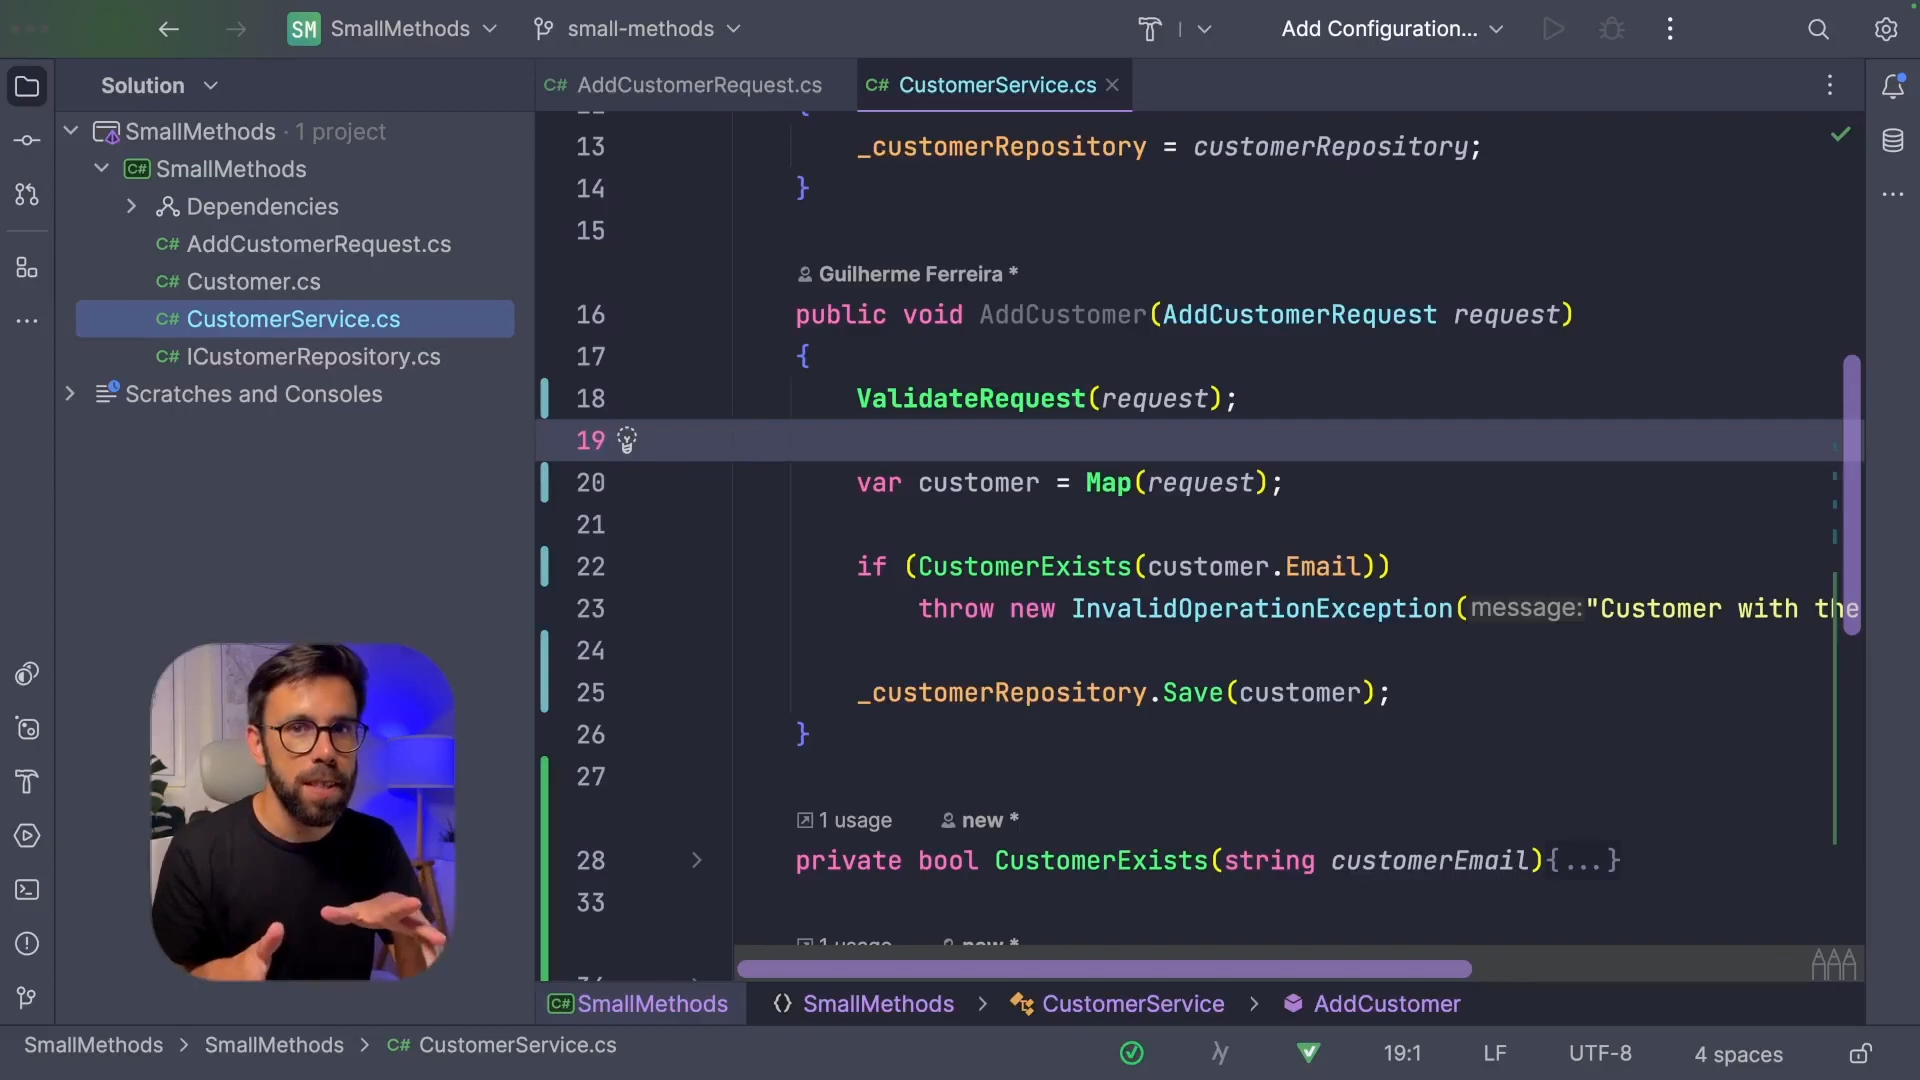 SM SmallMethods small-methods Add Configuration...
Solution
C# AddCustomerRequest.cs C# CustomerService.cs
SmallMethods · 1 project
C# SmallMethods
Dependencies
C# AddCustomerRequest.cs
C# Customer.cs
C# CustomerService.cs
C# ICustomerRepository.cs
Scratches and Consoles
13 _customerRepository = customerRepository;
14 }
15
Guilherme Ferreira *
16 public void AddCustomer(AddCustomerRequest request)
17 {
18 ValidateRequest(request);
19
20 var customer = Map(request);
21
22 if (CustomerExists(customer.Email))
23 throw new InvalidOperationException(message:"Customer with the
24
25 _customerRepository.Save(customer);
26 }
27
1 usage new *
28 private bool CustomerExists(string customerEmail){...}
33
1 usage new *
C# SmallMethods {} SmallMethods > CustomerService > AddCustomer
SmallMethods > SmallMethods > C# CustomerService.cs 19:1 LF UTF-8 4 spaces